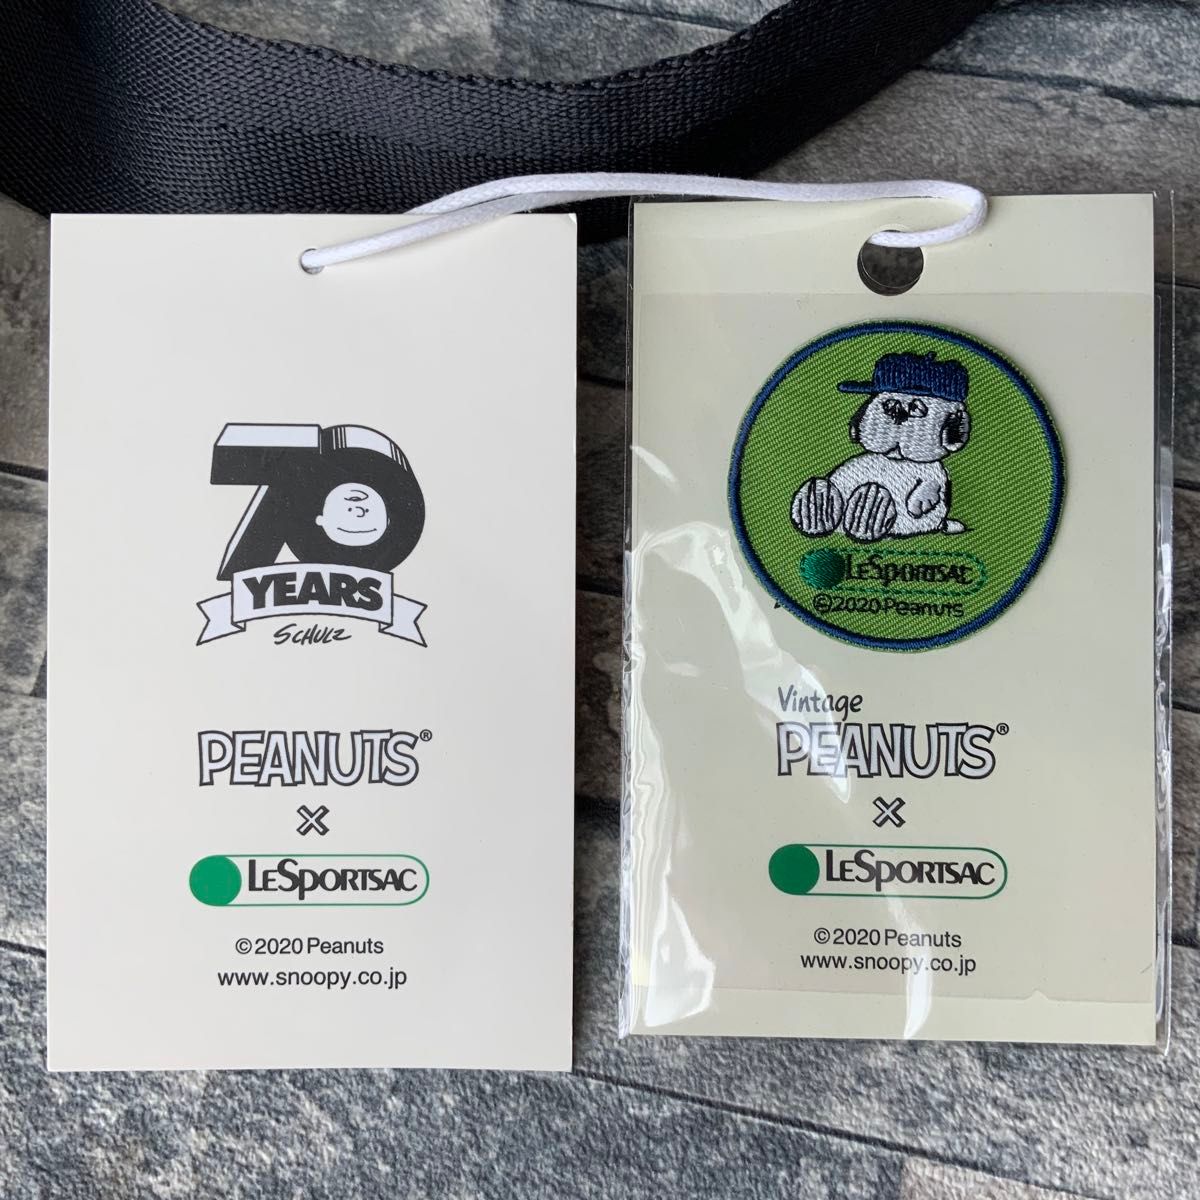 70
YEARS
SCHULZ
PEANUTS®
×
LESPORTSAC
©2020 Peanuts
www.snoopy.co.jp
LESPORTSAC
©2020 Peanuts
Vintage
PEANUTS®
×
LESPORTSAC
©2020 Peanuts
www.snoopy.co.jp